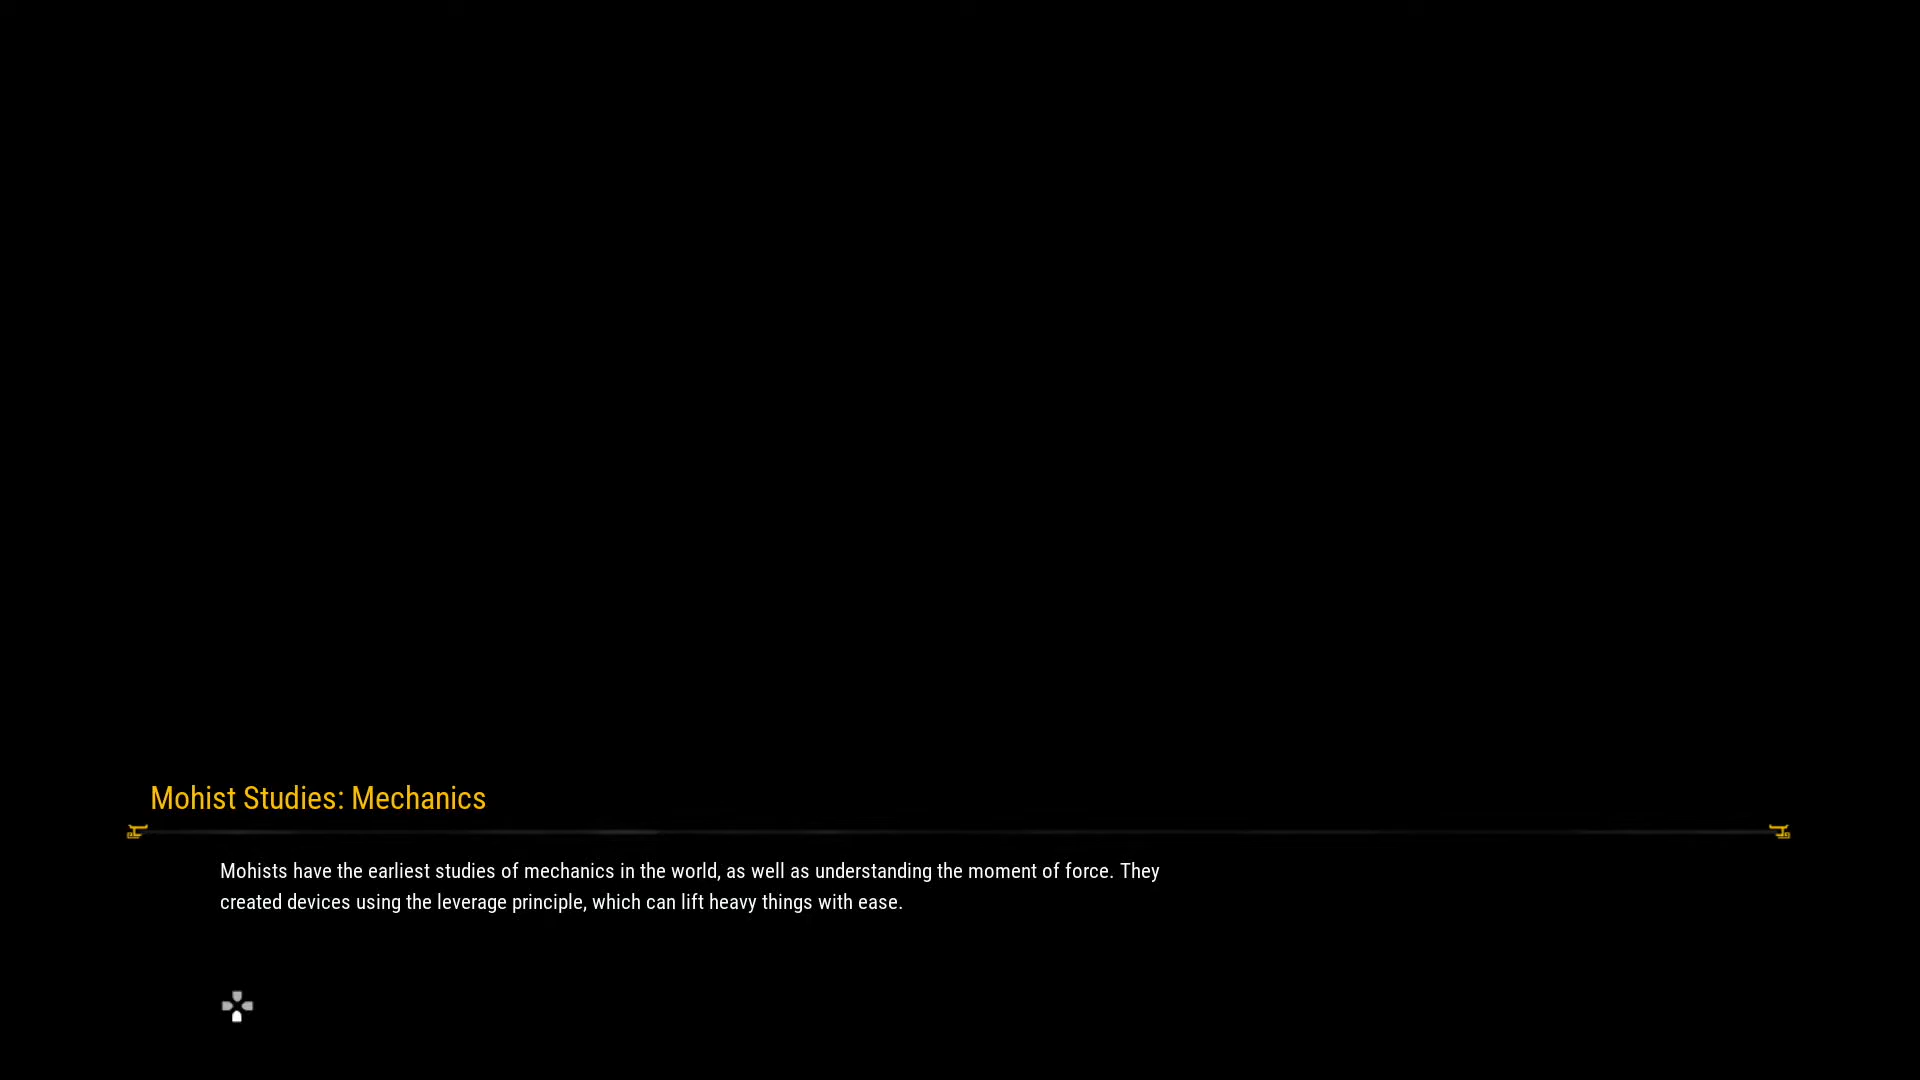 Mohist Studies: Mechanics
Mohists have the earliest studies of mechanics in the world, as well as understanding the moment of force. They
created devices using the leverage principle, which can lift heavy things with ease.